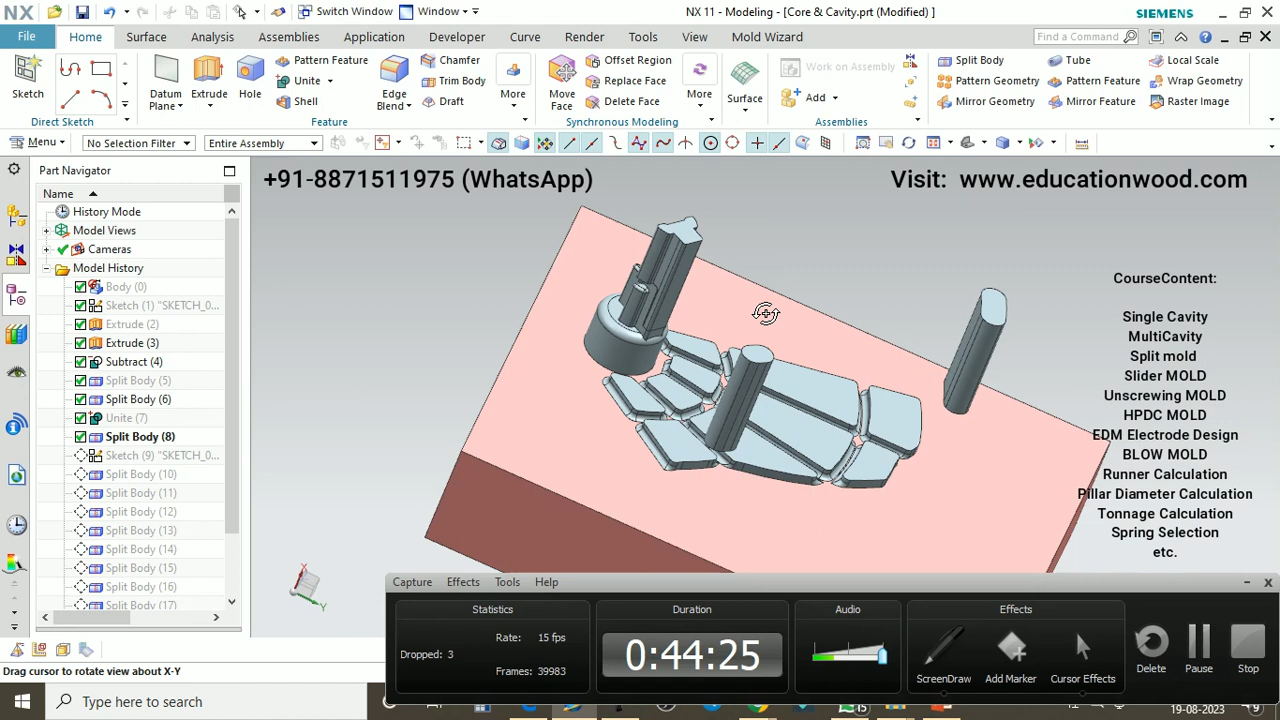 NX
Switch Window
Window
NX 11 - Modeling - [Core & Cavity.prt (Modified) ]
SIEMENS
File
Home
Surface
Analysis
Assemblies
Application
Developer
Curve
Render
Tools
View
Mold Wizard
Find a Command
Sketch
Datum Plane
Extrude
Hole
Pattern Feature
Unite
Shell
Edge Blend
Chamfer
Trim Body
Draft
More
Move Face
Offset Region
Replace Face
Delete Face
More
Surface
Work on Assembly
Add
Split Body
Pattern Geometry
Mirror Geometry
Tube
Pattern Feature
Mirror Feature
Local Scale
Wrap Geometry
Raster Image
Direct Sketch
Feature
Synchronous Modeling
Assemblies
Menu
No Selection Filter
Entire Assembly
Part Navigator
Name
History Mode
Model Views
Cameras
Model History
Body (0)
Sketch (1) "SKETCH_0...
Extrude (2)
Extrude (3)
Subtract (4)
Split Body (5)
Split Body (6)
Unite (7)
Split Body (8)
Sketch (9) "SKETCH_0...
Split Body (10)
Split Body (11)
Split Body (12)
Split Body (13)
Split Body (14)
Split Body (15)
Split Body (16)
Split Body (17)
+91-8871511975 (WhatsApp)
Visit: www.educationwood.com
CourseContent:
Single Cavity
MultiCavity
Split mold
Slider MOLD
Unscrewing MOLD
HPDC MOLD
EDM Electrode Design
BLOW MOLD
Runner Calculation
Pillar Diameter Calculation
Tonnage Calculation
Spring Selection
etc.
X
Y
Capture
Effects
Tools
Help
Statistics
Rate: 15 fps
Dropped: 3
Frames: 39983
Duration
0:44:25
Audio
Effects
ScreenDraw
Add Marker
Cursor Effects
Delete
Pause
Stop
Drag cursor to rotate view about X-Y
Type here to search
19-08-2023